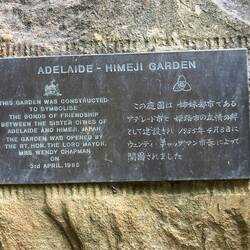 ADELAIDE - HIMEJI GARDEN
THIS GARDEN WAS CONSTRUCTED
TO SYMBOLISE
THE BONDS OF FRIENDSHIP
BETWEEN THE SISTER CITIES OF
ADELAIDE AND HIMEJI, JAPAN
THE GARDEN WAS OPENED BY
THE RT. HON. THE LORD MAYOR,
MRS. WENDY CHAPMAN
ON
3rd APRIL, 1985
この庭園は 姉妹都市である
アデレード市と 姫路市の友情の絆
として建設され 1985年4月3日
ウェンディ チャップマン市長によって
開園されました